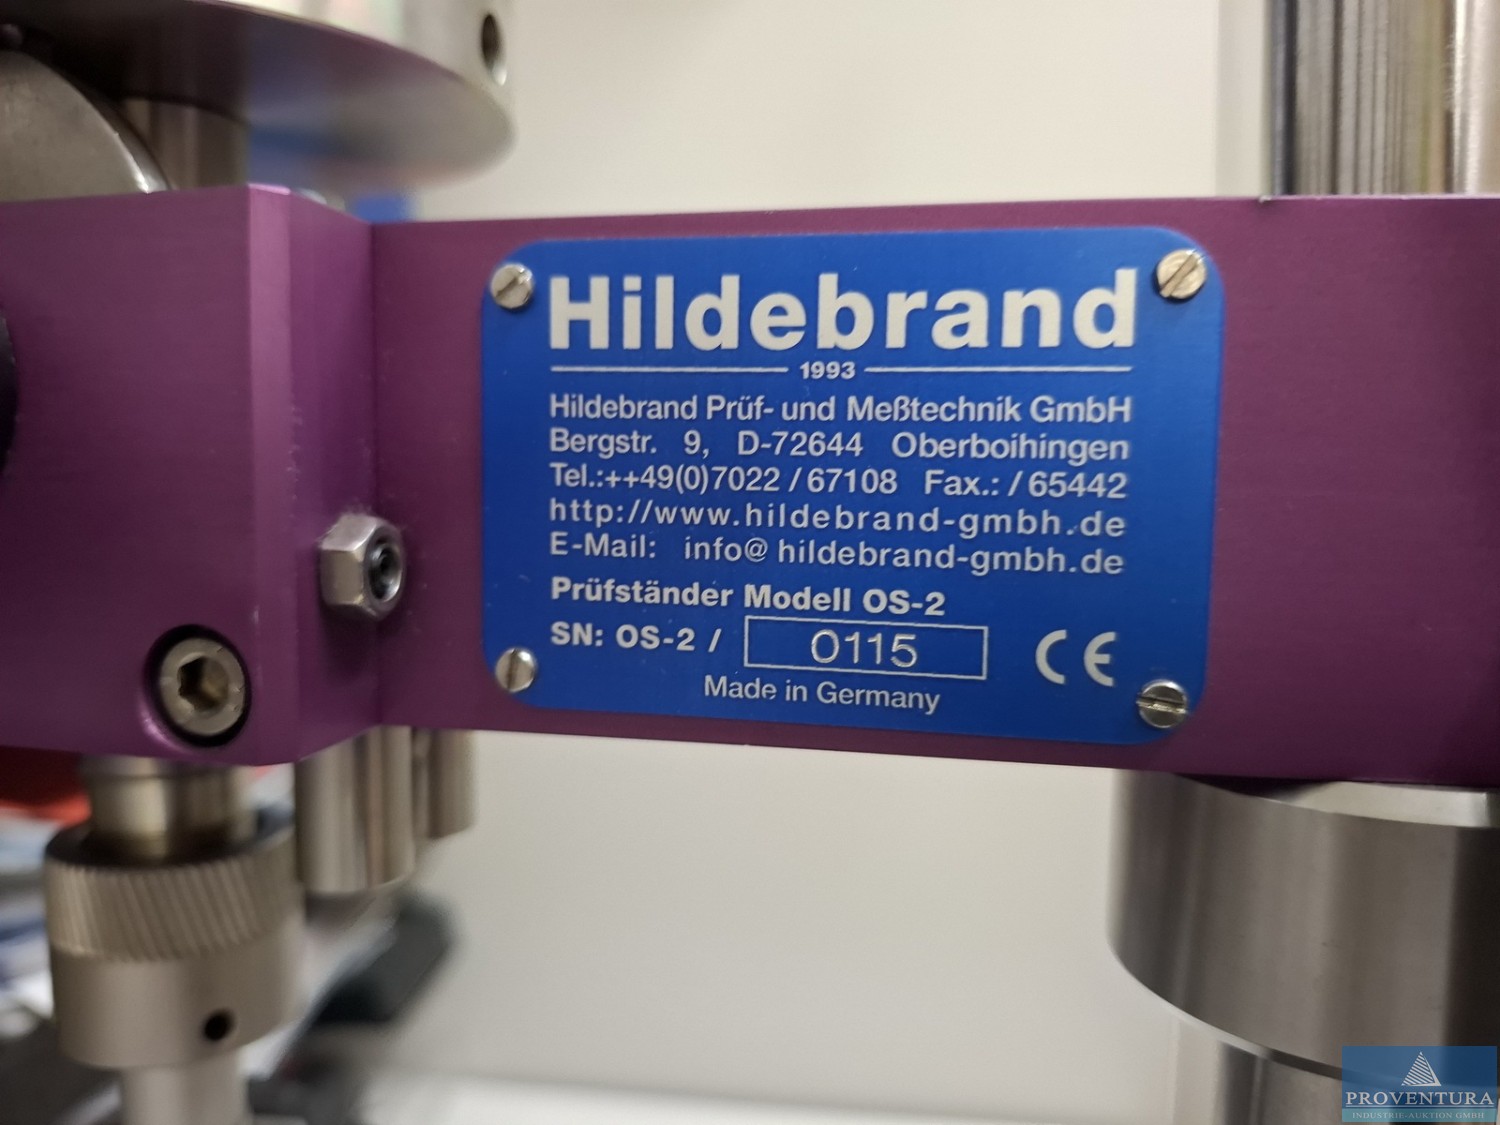 Hildebrand
1993
Hildebrand Prüf- und Meßtechnik GmbH
Bergstr. 9, D-72644 Oberboihingen
Tel.:++49(0)7022 / 67108 Fax.: / 65442
http://www.hildebrand-gmbh.de
E-Mail: info@ hildebrand-gmbh.de
Prüfständer Modell OS-2
SN: OS-2 / 0115
CE
Made in Germany
PROVENTURA
INDUSTRIE-AUKTION GMBH